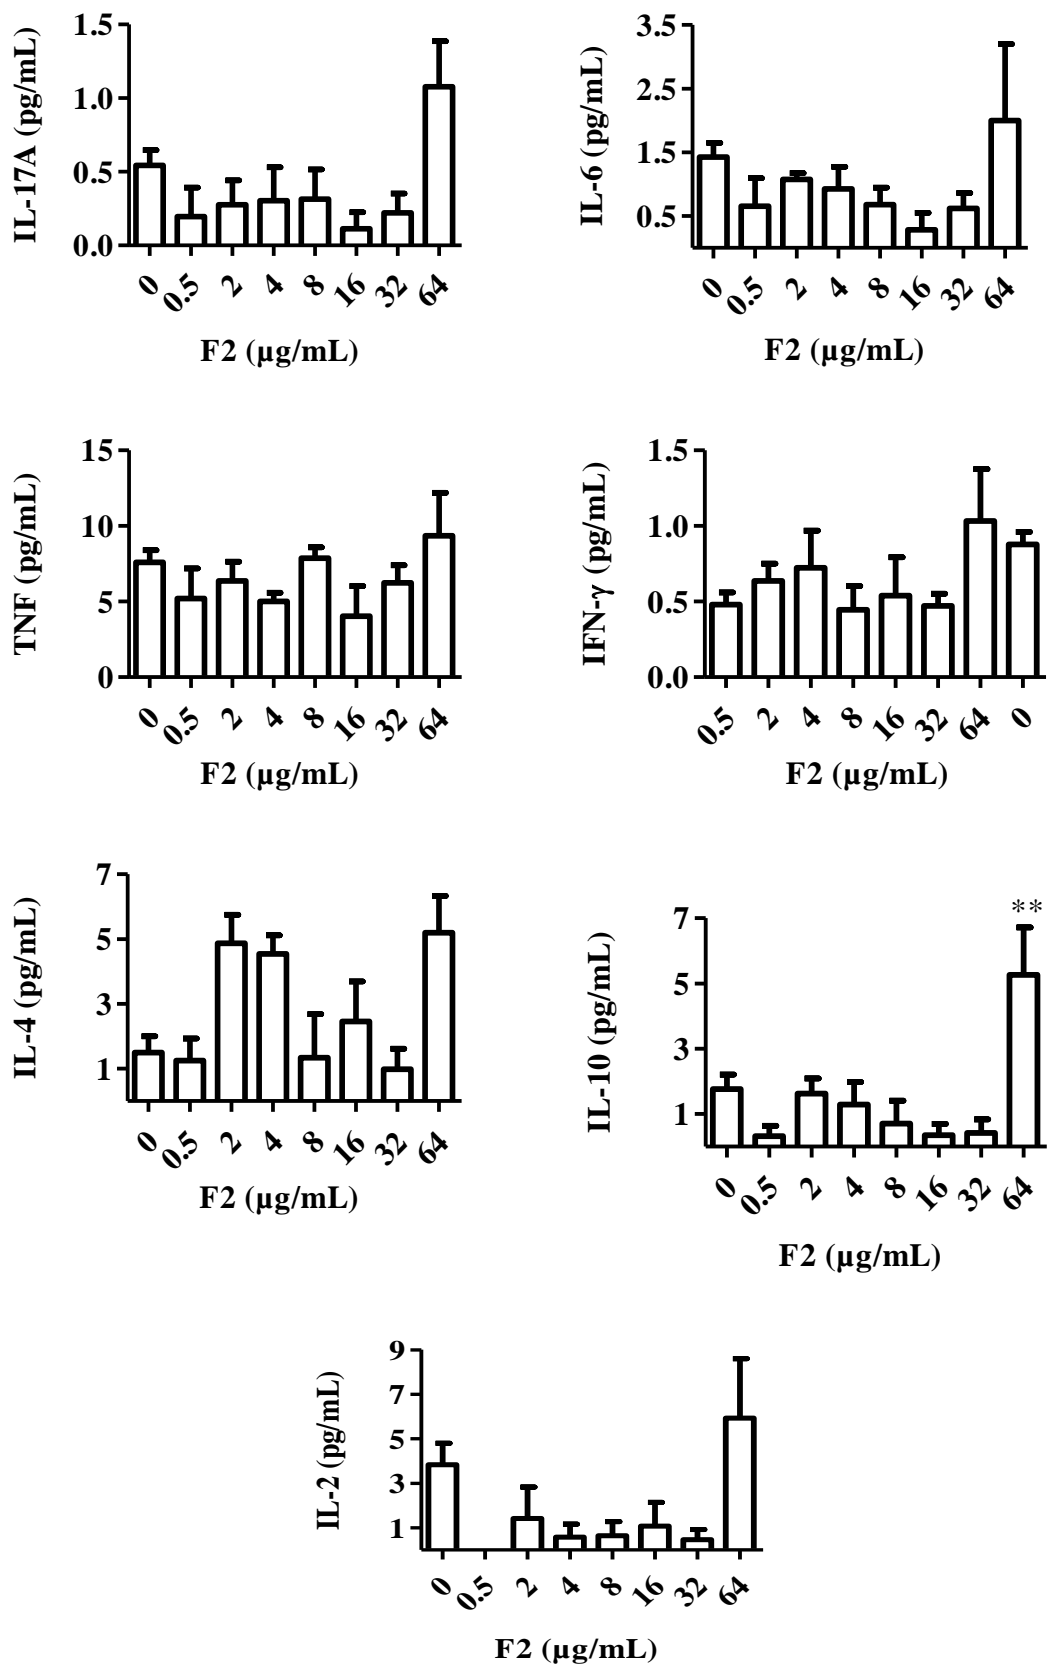 IL-17A (pg/mL)
1.5
1.0
0.5
0.0
0 0.5 2 4 8 16 32 64
F2 (µg/mL)
IL-6 (pg/mL)
3.5
2.5
1.5
0.5
0 0.5 2 4 8 16 32 64
F2 (µg/mL)
TNF (pg/mL)
15
10
5
0
0 0.5 2 4 8 16 32 64
F2 (µg/mL)
IFN-γ (pg/mL)
1.5
1.0
0.5
0.0
0.5 2 4 8 16 32 64 0
F2 (µg/mL)
IL-4 (pg/mL)
7
5
3
1
0 0.5 2 4 8 16 32 64
F2 (µg/mL)
IL-10 (pg/mL)
7
5
3
1
**
0 0.5 2 4 8 16 32 64
F2 (µg/mL)
IL-2 (pg/mL)
9
7
5
3
1
0 0.5 2 4 8 16 32 64
F2 (µg/mL)